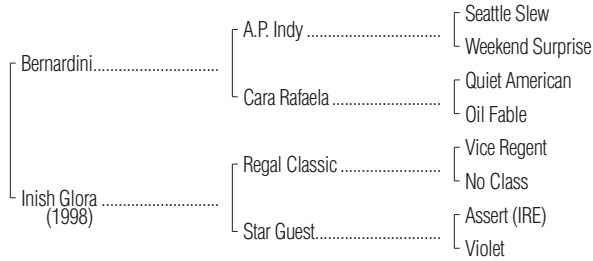 Seattle Slew
A.P. Indy ................................
Weekend Surprise
Bernardini..............................
Quiet American
Cara Rafaela ..........................
Oil Fable
Vice Regent
Regal Classic ........................
No Class
Inish Glora ............................
(1998)
Assert (IRE)
Star Guest..............................
Violet